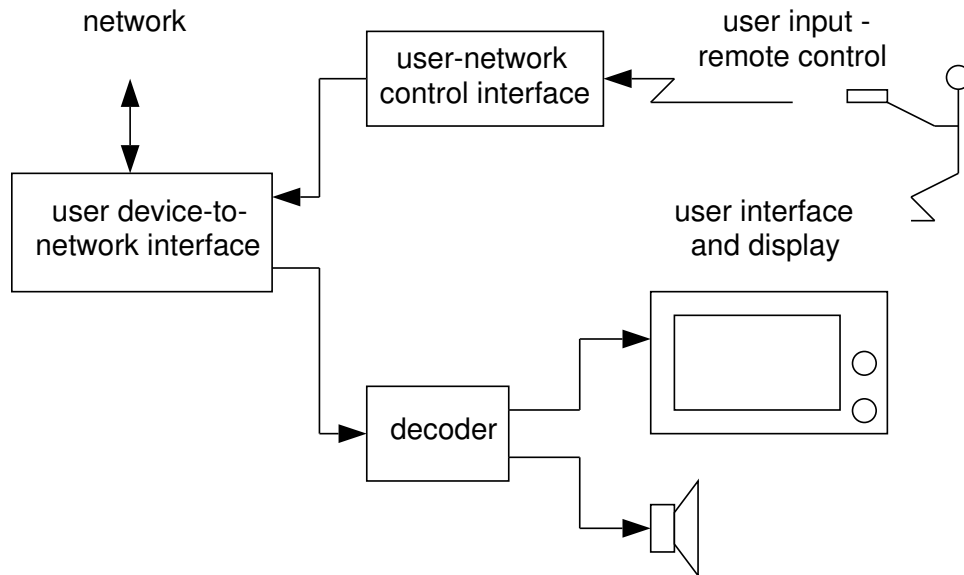 network
user-network
control interface
user input -
remote control
user device-to-
network interface
user interface
and display
decoder